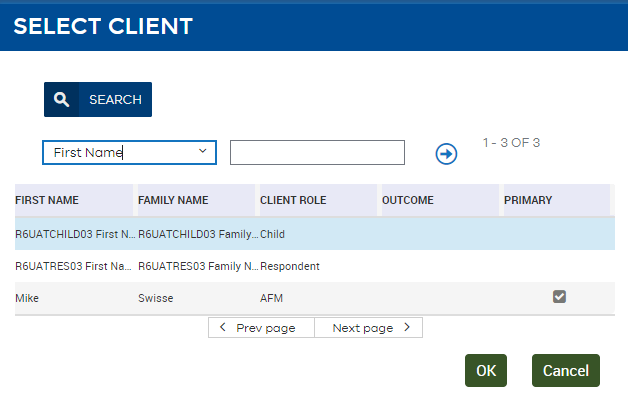 SELECT CLIENT
SEARCH
First Name
1 - 3 OF 3
FIRST NAME FAMILY NAME CLIENT ROLE OUTCOME PRIMARY
R6UATCHILD03 First N... R6UATCHILD03 Family... Child
R6UATRES03 First Na... R6UATRES03 Family N... Respondent
Mike Swisse AFM
Prev page Next page
OK Cancel